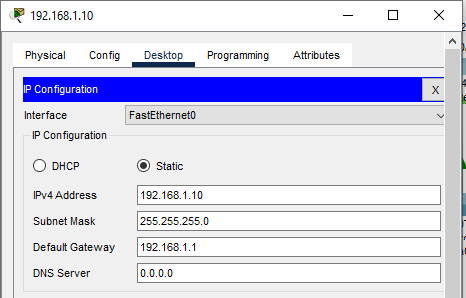 192.168.1.10
Physical Config Desktop Programming Attributes
IP Configuration X
Interface FastEthernet0
IP Configuration
DHCP Static
IPv4 Address 192.168.1.10
Subnet Mask 255.255.255.0
Default Gateway 192.168.1.1
DNS Server 0.0.0.0